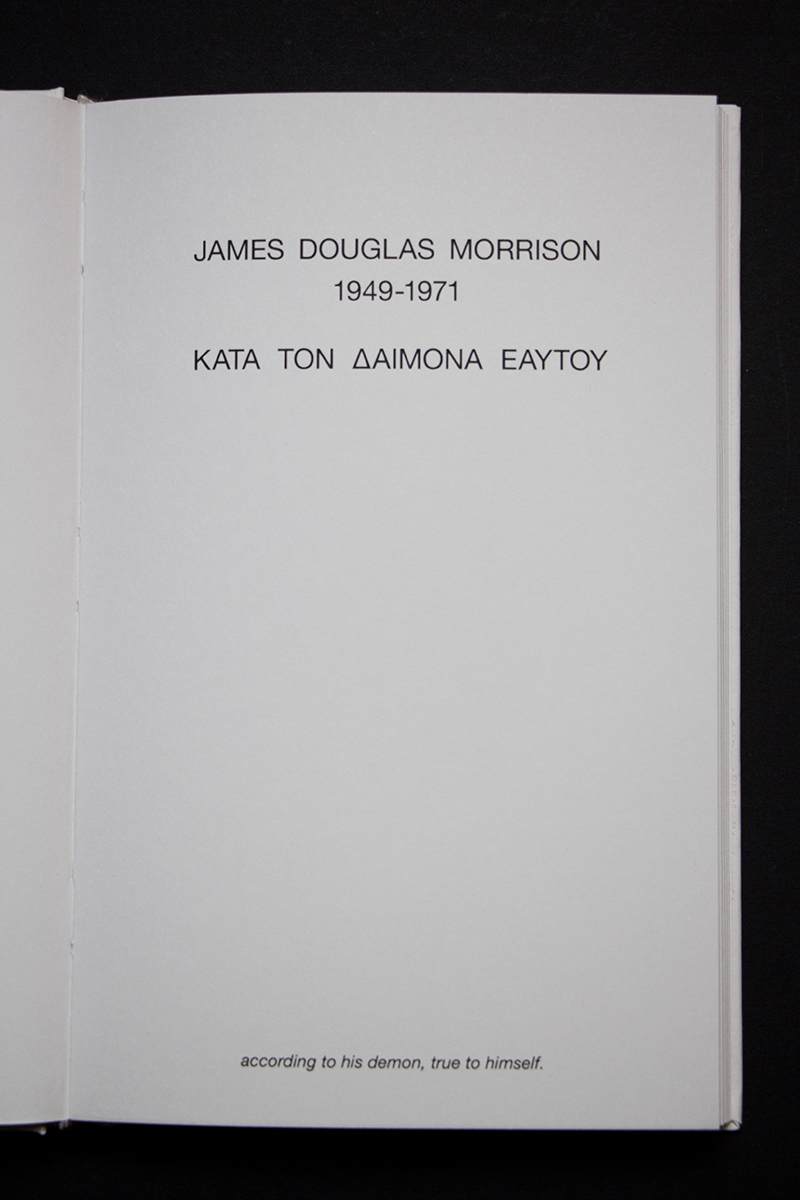 JAMES DOUGLAS MORRISON
1949-1971
ΚΑΤΑ ΤΟΝ ΔΑΙΜΟΝΑ ΕΑΥΤΟΥ
according to his demon, true to himself.